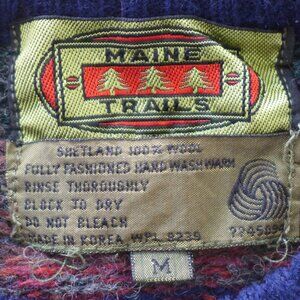 MAINE
TRAILS
SHETLAND 100% WOOL
FULLY FASHIONED HAND WASH WARM
RINSE THOROUGHLY
BLOCK TO DRY
DO NOT BLEACH
MADE IN KOREA WPL 8239
M